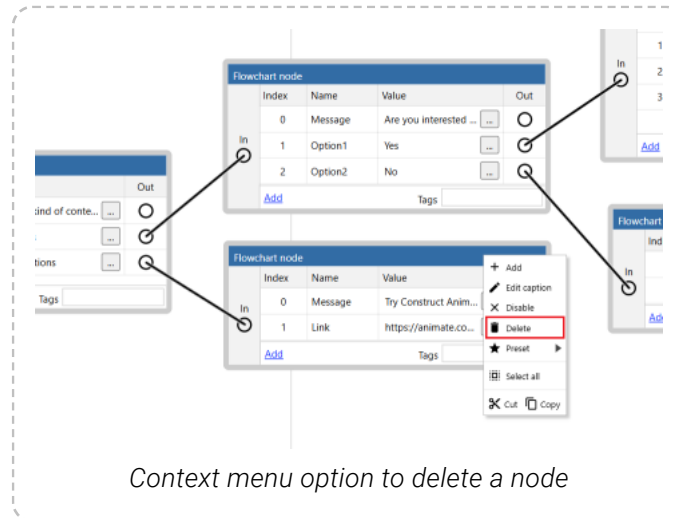 1
In
2
3
Add
Flowchart node
Index Name Value Out
In
0 Message Are you interested ... ...
1 Option1 Yes ...
2 Option2 No ...
Add Tags
Out
kind of conte... ...
...
tions ...
Tags
Flowchart node
Index Name Value
In
0 Message Try Construct Anim...
1 Link https://animate.co...
Add Tags
+ Add
Edit caption
Disable
Delete
Preset
Select all
Cut Copy
Flowchart
Ind
In
Add
Context menu option to delete a node